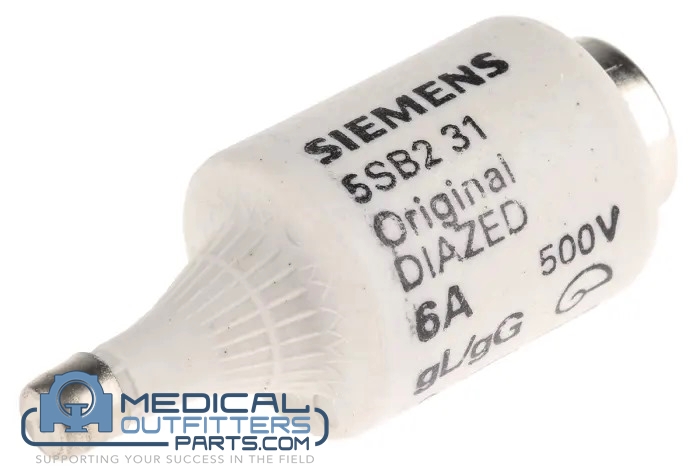 SIEMENS
5SB2 31
Original
DIAZED
6A 500V
gL/gG
MEDICAL
OUTFITTERS
PARTS.COM
SUPPORTING YOUR SUCCESS IN THE FIELD